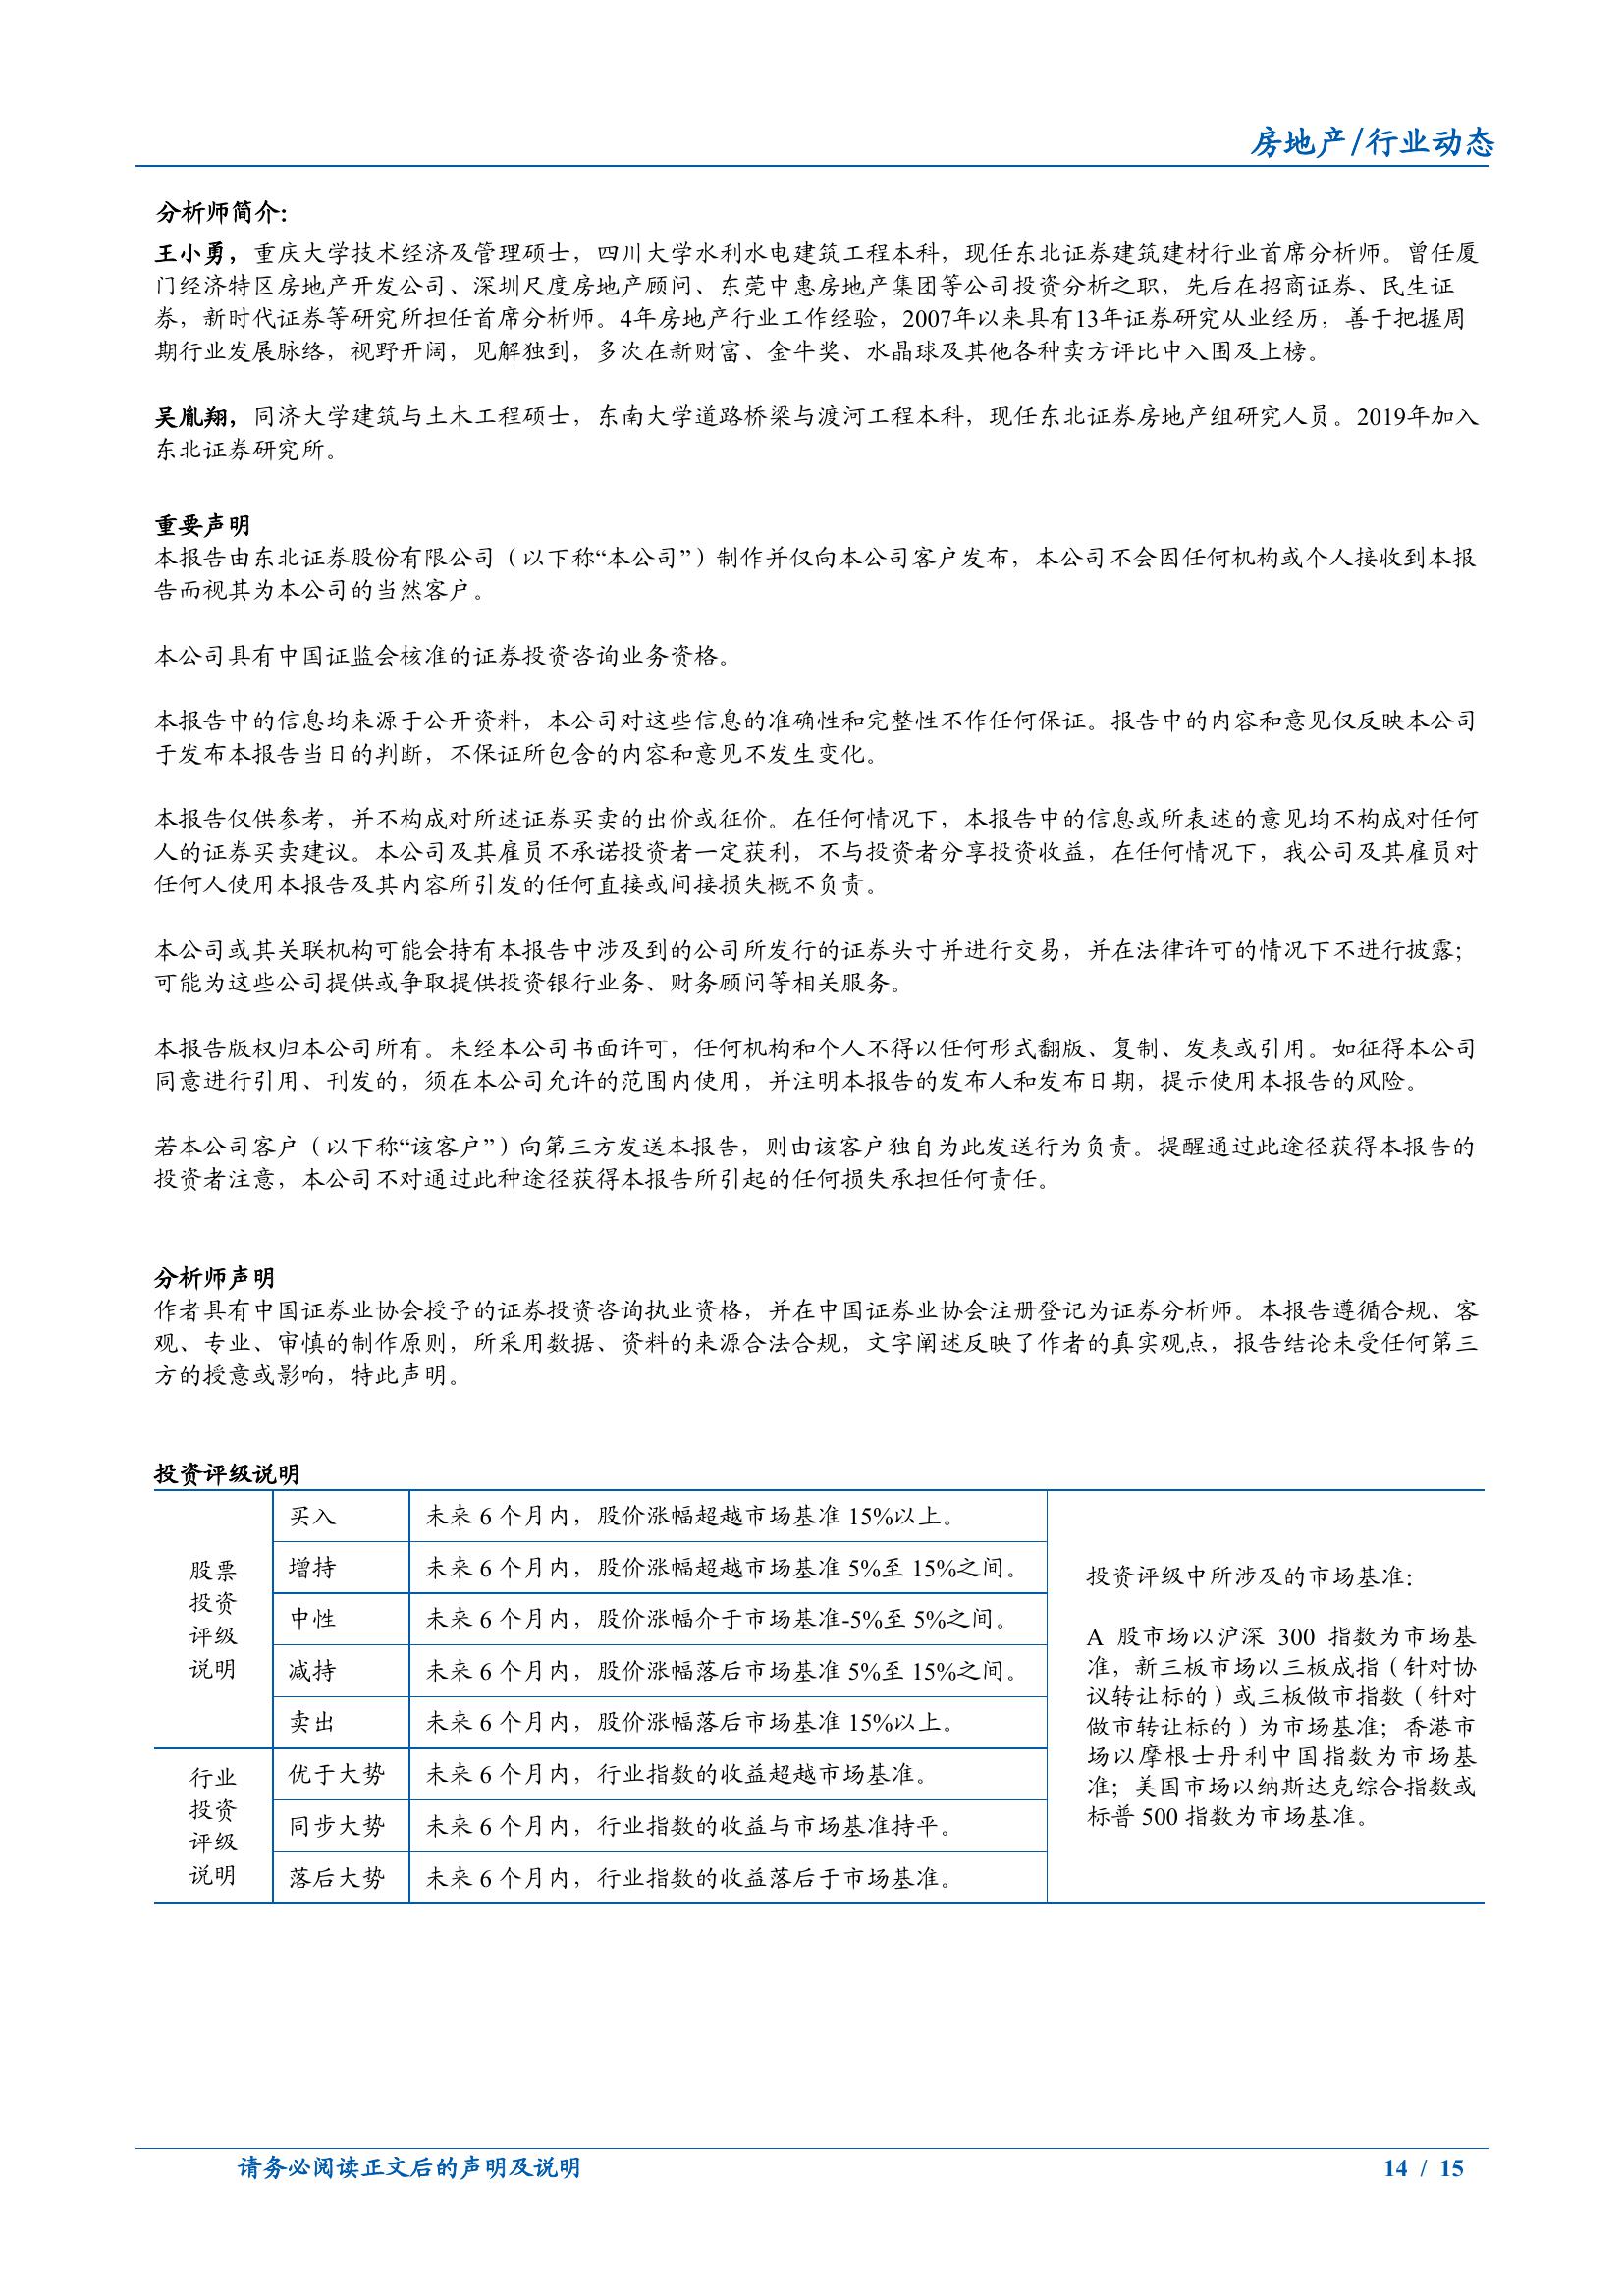 房地产/行业动态
分析师简介：
王小勇，重庆大学技术经济及管理硕士，四川大学水利水电建筑工程本科，现任东北证券建筑建材行业首席分析师。曾任厦
门经济特区房地产开发公司、深圳尺度房地产顾问、东莞中惠房地产集团等公司投资分析之职，先后在招商证券、民生证
券，新时代证券等研究所担任首席分析师。4年房地产行业工作经验，2007年以来具有13年证券研究从业经历，善于把握周
期行业发展脉络，视野开阔，见解独到，多次在新财富、金牛奖、水晶球及其他各种卖方评比中入围及上榜。
吴胤翔，同济大学建筑与土木工程硕士，东南大学道路桥梁与渡河工程本科，现任东北证券房地产组研究人员。2019年加入
东北证券研究所。
重要声明
本报告由东北证券股份有限公司（以下称“本公司”）制作并仅向本公司客户发布，本公司不会因任何机构或个人接收到本报
告而视其为本公司的当然客户。
本公司具有中国证监会核准的证券投资咨询业务资格。
本报告中的信息均来源于公开资料，本公司对这些信息的准确性和完整性不作任何保证。报告中的内容和意见仅反映本公司
于发布本报告当日的判断，不保证所包含的内容和意见不发生变化。
本报告仅供参考，并不构成对所述证券买卖的出价或征价。在任何情况下，本报告中的信息或所表述的意见均不构成对任何
人的证券买卖建议。本公司及其雇员不承诺投资者一定获利，不与投资者分享投资收益，在任何情况下，我公司及其雇员对
任何人使用本报告及其内容所引发的任何直接或间接损失概不负责。
本公司或其关联机构可能会持有本报告中涉及到的公司所发行的证券头寸并进行交易，并在法律许可的情况下不进行披露；
可能为这些公司提供或争取提供投资银行业务、财务顾问等相关服务。
本报告版权归本公司所有。未经本公司书面许可，任何机构和个人不得以任何形式翻版、复制、发表或引用。如征得本公司
同意进行引用、刊发的，须在本公司允许的范围内使用，并注明本报告的发布人和发布日期，提示使用本报告的风险。
若本公司客户（以下称“该客户”）向第三方发送本报告，则由该客户独自为此发送行为负责。提醒通过此途径获得本报告的
投资者注意，本公司不对通过此种途径获得本报告所引起的任何损失承担任何责任。
分析师声明
作者具有中国证券业协会授予的证券投资咨询执业资格，并在中国证券业协会注册登记为证券分析师。本报告遵循合规、客
观、专业、审慎的制作原则，所采用数据、资料的来源合法合规，文字阐述反映了作者的真实观点，报告结论未受任何第三
方的授意或影响，特此声明。
投资评级说明
股票
投资
评级
说明
买入 未来 6 个月内，股价涨幅超越市场基准 15%以上。
增持 未来 6 个月内，股价涨幅超越市场基准 5%至 15%之间。
中性 未来 6 个月内，股价涨幅介于市场基准-5%至 5%之间。
减持 未来 6 个月内，股价涨幅落后市场基准 5%至 15%之间。
卖出 未来 6 个月内，股价涨幅落后市场基准 15%以上。
行业
投资
评级
说明
优于大势 未来 6 个月内，行业指数的收益超越市场基准。
同步大势 未来 6 个月内，行业指数的收益与市场基准持平。
落后大势 未来 6 个月内，行业指数的收益落后于市场基准。
投资评级中所涉及的市场基准：
A 股市场以沪深 300 指数为市场基
准，新三板市场以三板成指（针对协
议转让标的）或三板做市指数（针对
做市转让标的）为市场基准；香港市
场以摩根士丹利中国指数为市场基
准；美国市场以纳斯达克综合指数或
标普 500 指数为市场基准。
请务必阅读正文后的声明及说明
14 / 15